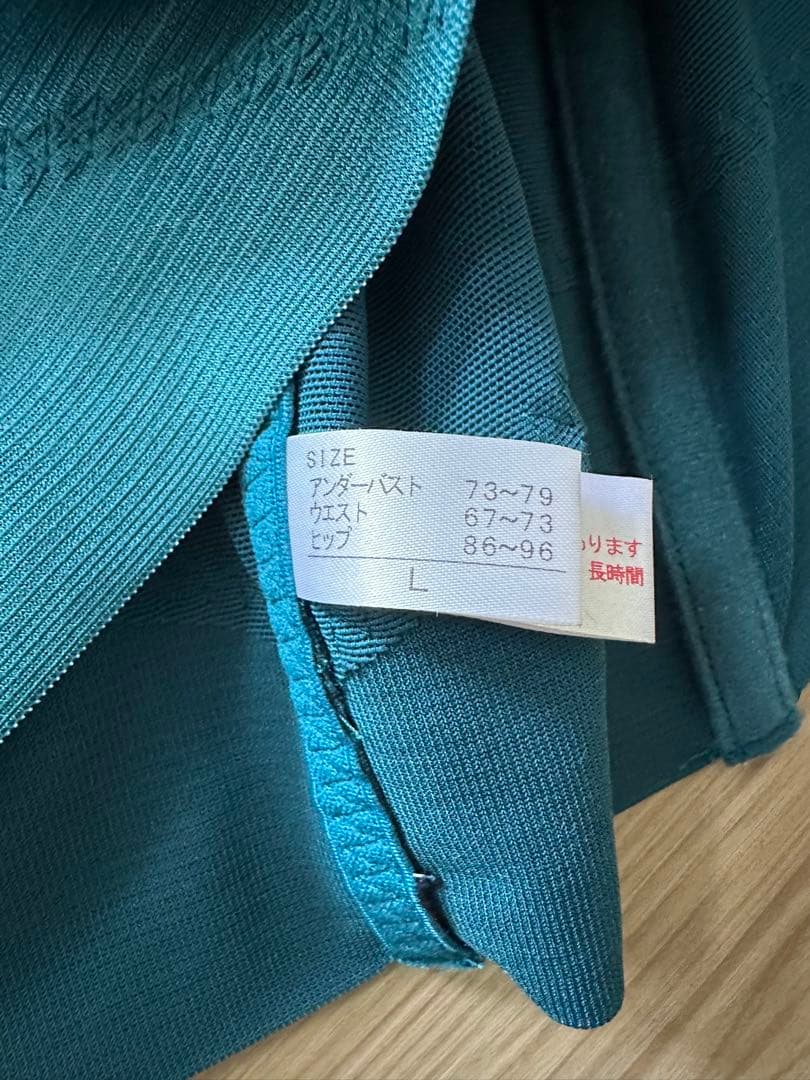 SIZE
アンダーバスト 73~79
ウエスト 67~73
ヒップ 86~96
L
ります
長時間